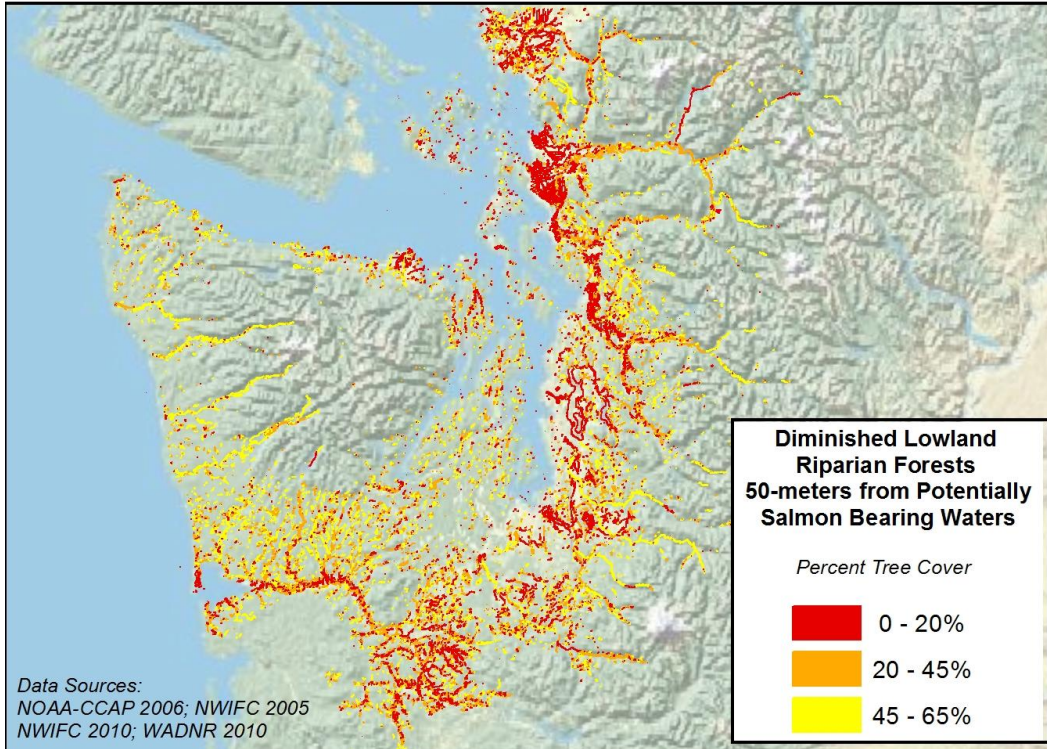 Diminished Lowland
Riparian Forests
50-meters from Potentially
Salmon Bearing Waters
Percent Tree Cover
0 - 20%
20 - 45%
45 - 65%
Data Sources:
NOAA-CCAP 2006; NWIFC 2005
NWIFC 2010; WADNR 2010